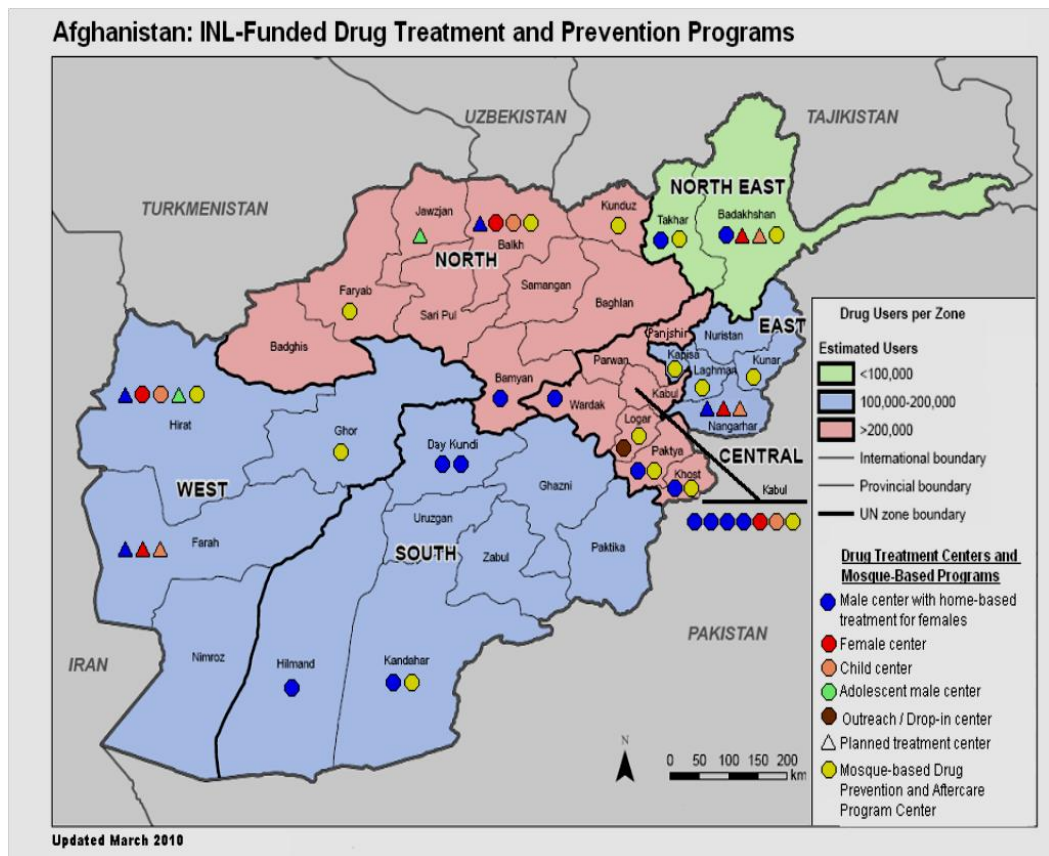 Afghanistan: INL-Funded Drug Treatment and Prevention Programs
UZBEKISTAN
TAJIKISTAN
TURKMENISTAN
NORTH EAST
Jawzjan
Kunduz
Takhar
Badakhshan
Balkh
NORTH
Samangan
Faryab
Sari Pul
Baghlan
Badghis
Panjshir
Nuristan
EAST
Parwan
Kapisa
Kunar
Laghman
Bamyan
Wardak
Kabul
Hirat
Nangarhar
Logar
Ghor
Day Kundi
Paktya
CENTRAL
Khost
Ghazni
Kabul
WEST
Uruzgan
Farah
SOUTH
Zabul
Paktika
PAKISTAN
IRAN
Nimroz
Hilmand
Kandahar
N
0 50 100 150 200
km
Drug Users per Zone
Estimated Users
<100,000
100,000-200,000
>200,000
International boundary
Provincial boundary
UN zone boundary
Drug Treatment Centers and
Mosque-Based Programs
Male center with home-based
treatment for females
Female center
Child center
Adolescent male center
Outreach / Drop-in center
Planned treatment center
Mosque-based Drug
Prevention and Aftercare
Program Center
Updated March 2010